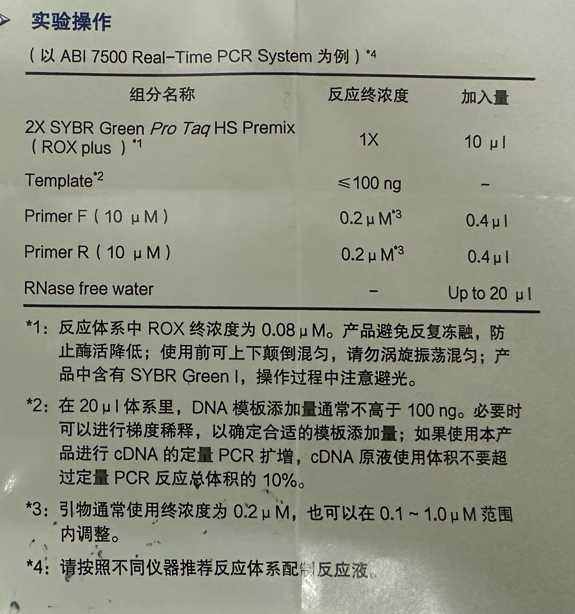 实验操作
（以 ABI 7500 Real-Time PCR System 为例）*4
组分名称 反应终浓度 加入量
2X SYBR Green Pro Taq HS Premix
（ROX plus ）*1 1X 10 μl
Template*2 ≤100 ng –
Primer F（10 μM） 0.2 μM*3 0.4 μl
Primer R（10 μM） 0.2 μM*3 0.4 μl
RNase free water – Up to 20 μl
*1：反应体系中 ROX 终浓度为 0.08 μM。产品避免反复冻融，防
止酶活降低；使用前可上下颠倒混匀，请勿涡旋振荡混匀；产
品中含有 SYBR Green I，操作过程中注意避光。
*2：在 20 μl 体系里，DNA 模板添加量通常不高于 100 ng。必要时
可以进行梯度稀释，以确定合适的模板添加量；如果使用本产
品进行 cDNA 的定量 PCR 扩增，cDNA 原液使用体积不要超
过定量 PCR 反应总体积的 10%。
*3：引物通常使用终浓度为 0.2 μM，也可以在 0.1 ~ 1.0 μM 范围
内调整。
*4：请按照不同仪器推荐反应体系配制反应液。